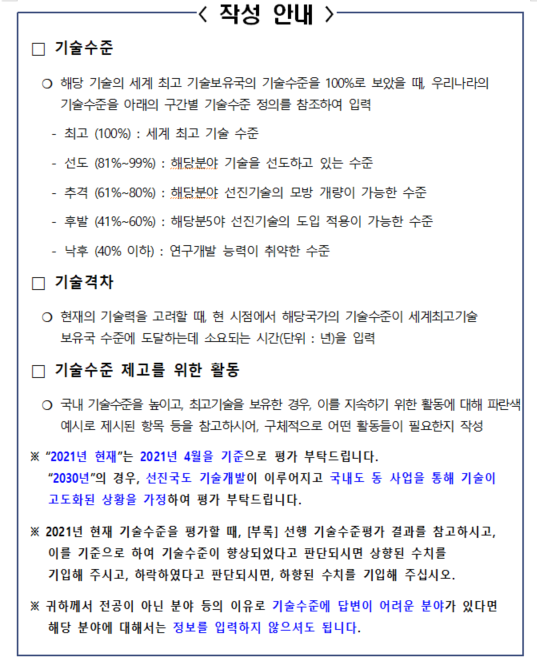 < 작성 안내 >
□ 기술수준
○ 해당 기술의 세계 최고 기술보유국의 기술수준을 100%로 보았을 때, 우리나라의
기술수준을 아래의 구간별 기술수준 정의를 참조하여 입력
- 최고 (100%) : 세계 최고 기술 수준
- 선도 (81%~99%) : 해당분야 기술을 선도하고 있는 수준
- 추격 (61%~80%) : 해당분야 선진기술의 모방 개량이 가능한 수준
- 후발 (41%~60%) : 해당분5야 선진기술의 도입 적용이 가능한 수준
- 낙후 (40% 이하) : 연구개발 능력이 취약한 수준
□ 기술격차
○ 현재의 기술력을 고려할 때, 현 시점에서 해당국가의 기술수준이 세계최고기술
보유국 수준에 도달하는데 소요되는 시간(단위 : 년)을 입력
□ 기술수준 제고를 위한 활동
○ 국내 기술수준을 높이고, 최고기술을 보유한 경우, 이를 지속하기 위한 활동에 대해 파란색
예시로 제시된 항목 등을 참고하시어, 구체적으로 어떤 활동들이 필요한지 작성
※ "2021년 현재"는 2021년 4월을 기준으로 평가 부탁드립니다.
"2030년"의 경우, 선진국도 기술개발이 이루어지고 국내도 동 사업을 통해 기술이
고도화된 상황을 가정하여 평가 부탁드립니다.
※ 2021년 현재 기술수준을 평가할 때, [부록] 선행 기술수준평가 결과를 참고하시고,
이를 기준으로 하여 기술수준이 향상되었다고 판단되시면 상향된 수치를
기입해 주시고, 하락하였다고 판단되시면, 하향된 수치를 기입해 주십시오.
※ 귀하께서 전공이 아닌 분야 등의 이유로 기술수준에 답변이 어려운 분야가 있다면
해당 분야에 대해서는 정보를 입력하지 않으셔도 됩니다.